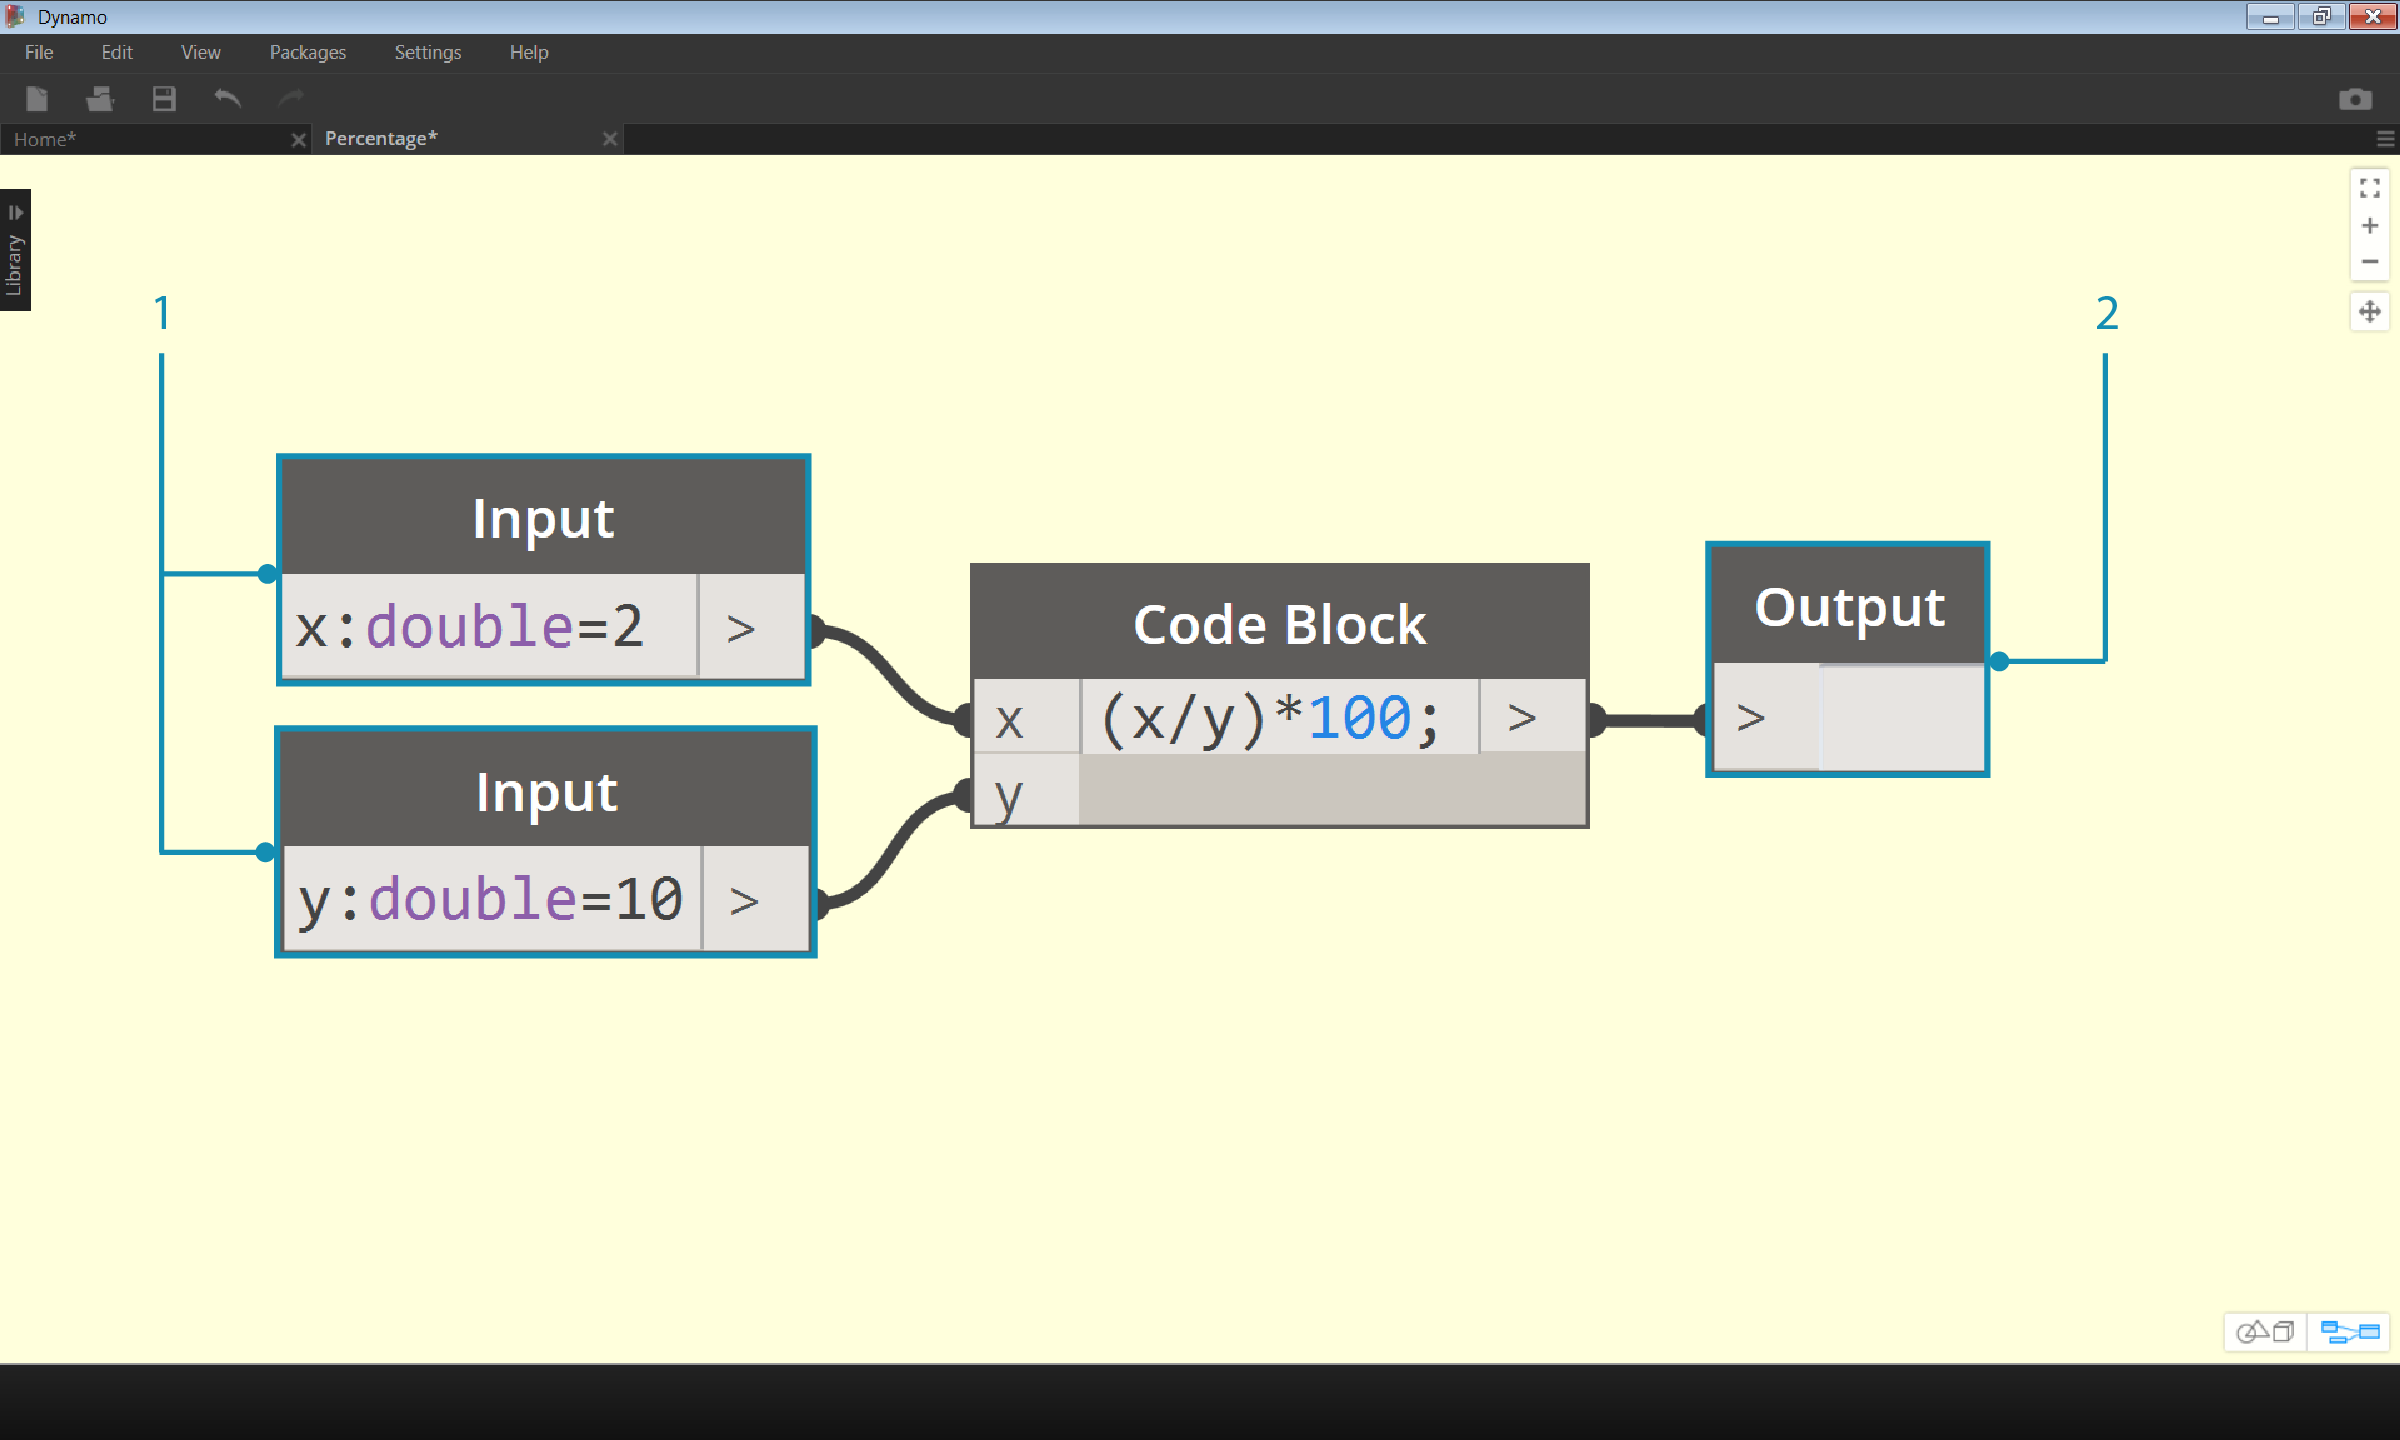 Dynamo
File Edit View Packages Settings Help
Home* Percentage*
Library
1
2
Input
x:double=2 >
Input
y:double=10 >
Code Block
x (x/y)*100; >
y
Output
>